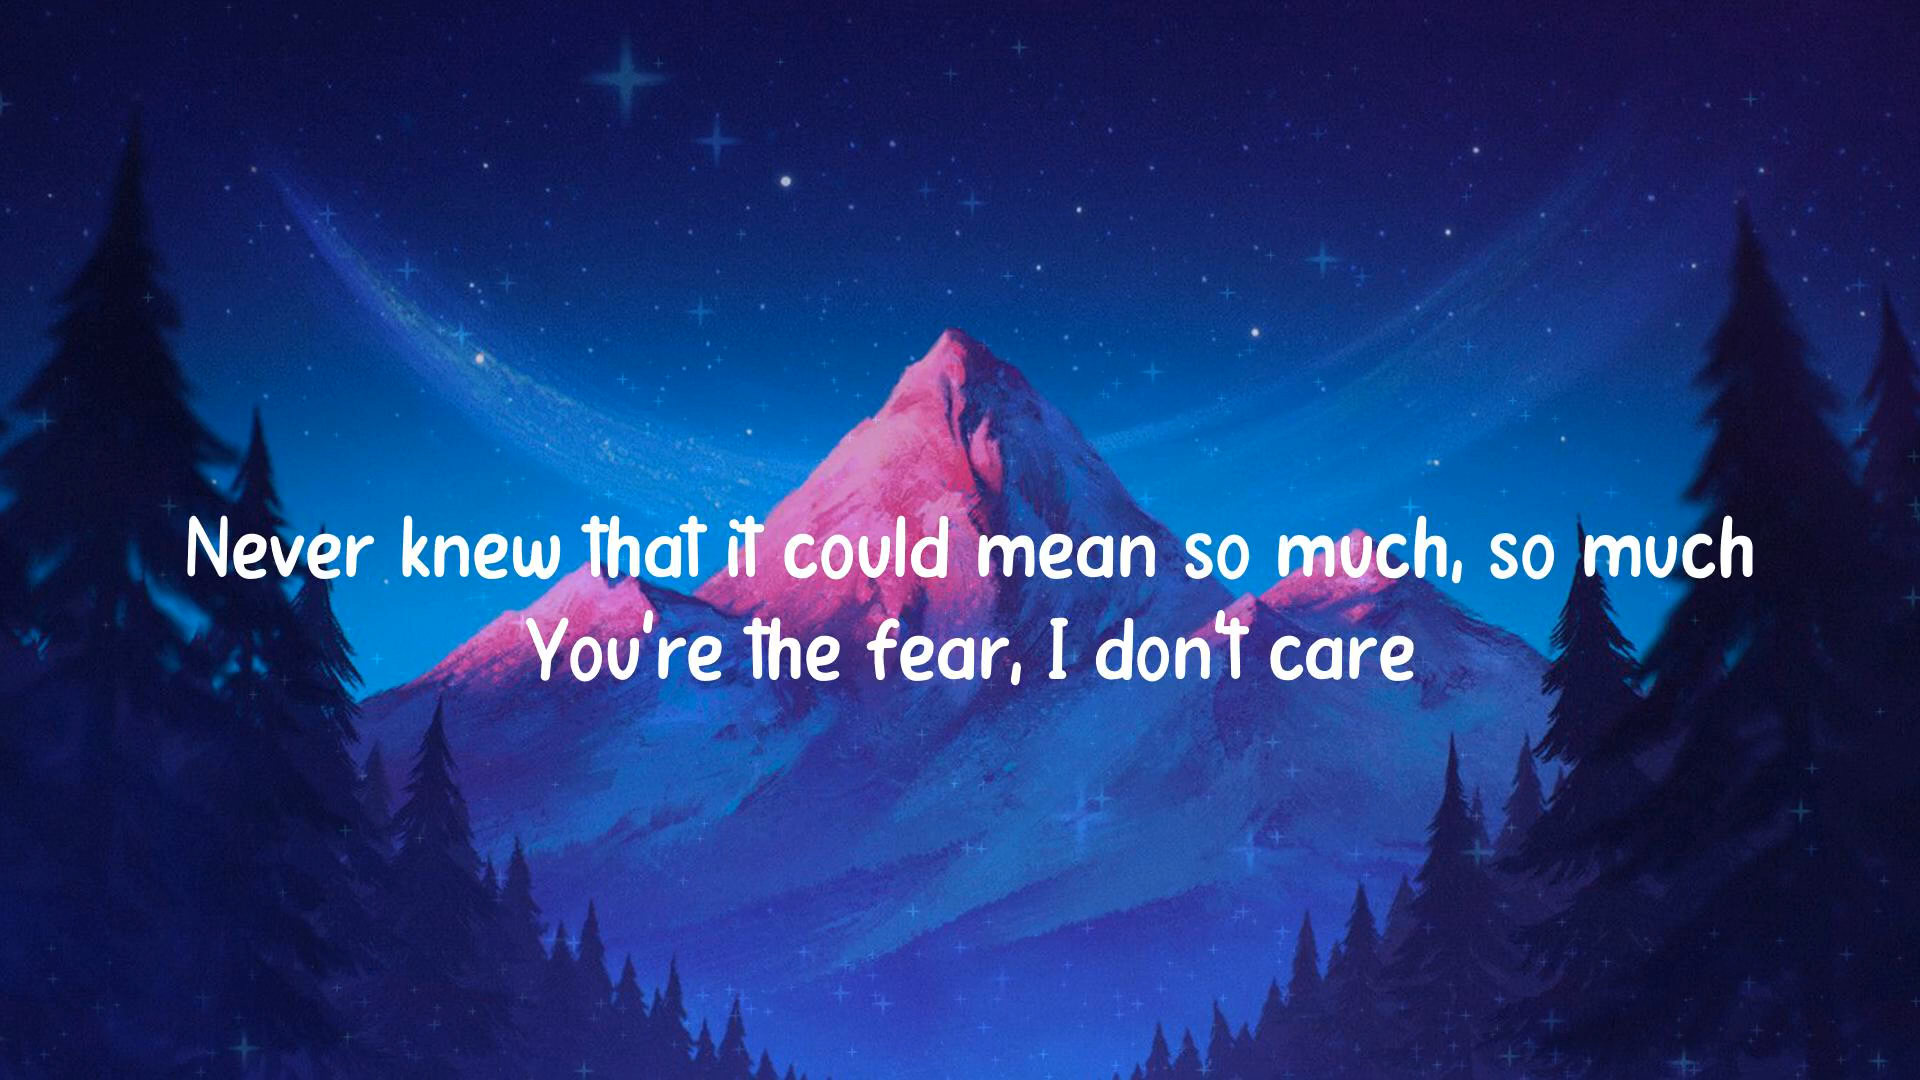 Never knew that it could mean so much, so much
You're the fear, I don't care